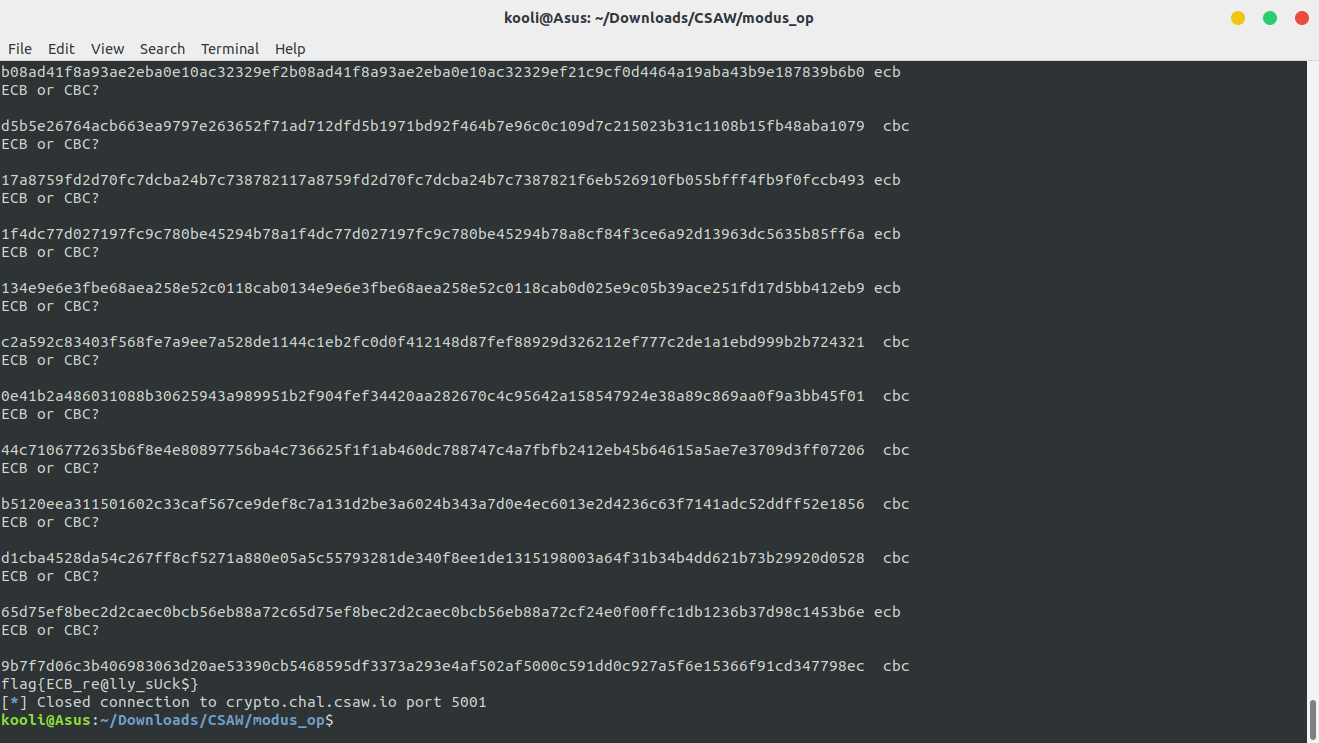 kooli@Asus: ~/Downloads/CSAW/modus_op
File Edit View Search Terminal Help
b08ad41f8a93ae2eba0e10ac32329ef2b08ad41f8a93ae2eba0e10ac32329ef21c9cf0d4464a19aba43b9e187839b6b0 ecb
ECB or CBC?
d5b5e26764acb663ea9797e263652f71ad712dfd5b1971bd92f464b7e96c0c109d7c215023b31c1108b15fb48aba1079 cbc
ECB or CBC?
17a8759fd2d70fc7dcba24b7c738782117a8759fd2d70fc7dcba24b7c7387821f6eb526910fb055bfff4fb9f0fccb493 ecb
ECB or CBC?
1f4dc77d027197fc9c780be45294b78a1f4dc77d027197fc9c780be45294b78a8cf84f3ce6a92d13963dc5635b85ff6a ecb
ECB or CBC?
134e9e6e3fbe68aea258e52c0118cab0134e9e6e3fbe68aea258e52c0118cab0d025e9c05b39ace251fd17d5bb412eb9 ecb
ECB or CBC?
c2a592c83403f568fe7a9ee7a528de1144c1eb2fc0d0f412148d87fef88929d326212ef777c2de1a1ebd999b2b724321 cbc
ECB or CBC?
0e41b2a486031088b30625943a989951b2f904fef34420aa282670c4c95642a158547924e38a89c869aa0f9a3bb45f01 cbc
ECB or CBC?
44c7106772635b6f8e4e80897756ba4c736625f1f1ab460dc788747c4a7fbfb2412eb45b64615a5ae7e3709d3ff07206 cbc
ECB or CBC?
b5120eea311501602c33caf567ce9def8c7a131d2be3a6024b343a7d0e4ec6013e2d4236c63f7141adc52ddff52e1856 cbc
ECB or CBC?
d1cba4528da54c267ff8cf5271a880e05a5c55793281de340f8ee1de1315198003a64f31b34b4dd621b73b29920d0528 cbc
ECB or CBC?
65d75ef8bec2d2caec0bcb56eb88a72c65d75ef8bec2d2caec0bcb56eb88a72cf24e0f00ffc1db1236b37d98c1453b6e ecb
ECB or CBC?
9b7f7d06c3b406983063d20ae53390cb5468595df3373a293e4af502af5000c591dd0c927a5f6e15366f91cd347798ec cbc
flag{ECB_re@lly_sUck$}
[*] Closed connection to crypto.chal.csaw.io port 5001
kooli@Asus:~/Downloads/CSAW/modus_op$